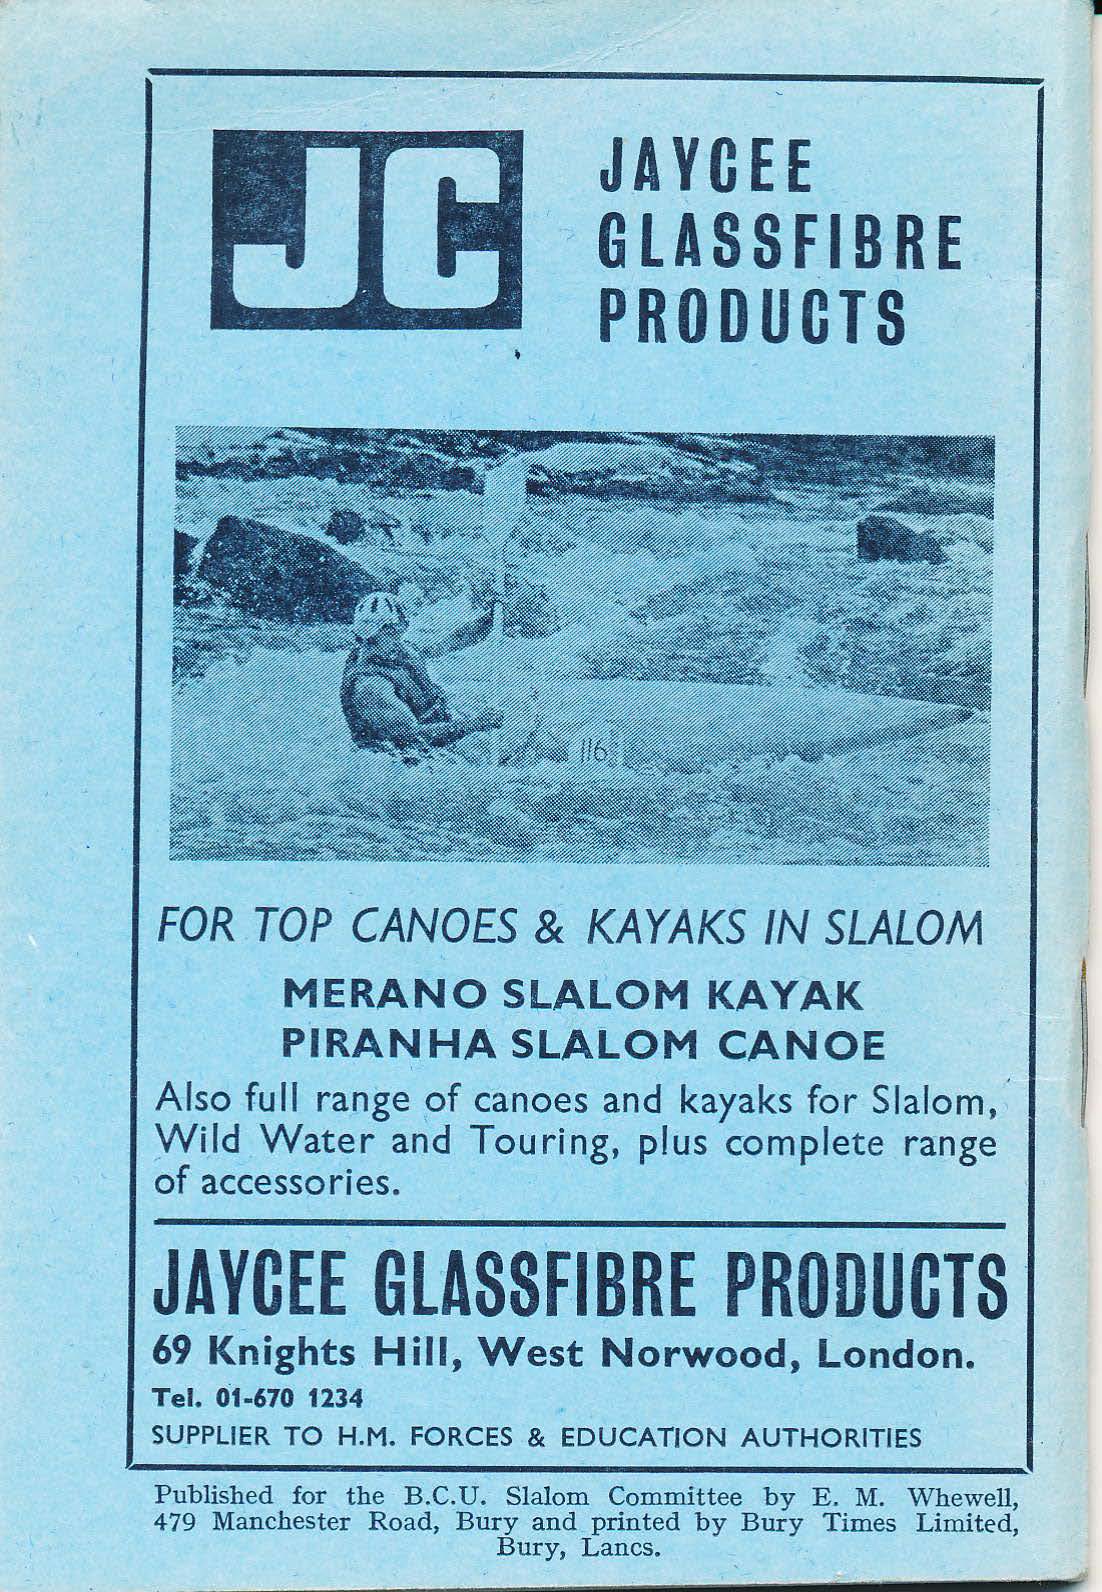 JC
JAYCEE
GLASSFIBRE
PRODUCTS
116
FOR TOP CANOES & KAYAKS IN SLALOM
MERANO SLALOM KAYAK
PIRANHA SLALOM CANOE
Also full range of canoes and kayaks for Slalom,
Wild Water and Touring, plus complete range
of accessories.
JAYCEE GLASSFIBRE PRODUCTS
69 Knights Hill, West Norwood, London.
Tel. 01-670 1234
SUPPLIER TO H.M. FORCES & EDUCATION AUTHORITIES
Published for the B.C.U. Slalom Committee by E. M. Whewell,
479 Manchester Road, Bury and printed by Bury Times Limited,
Bury, Lancs.